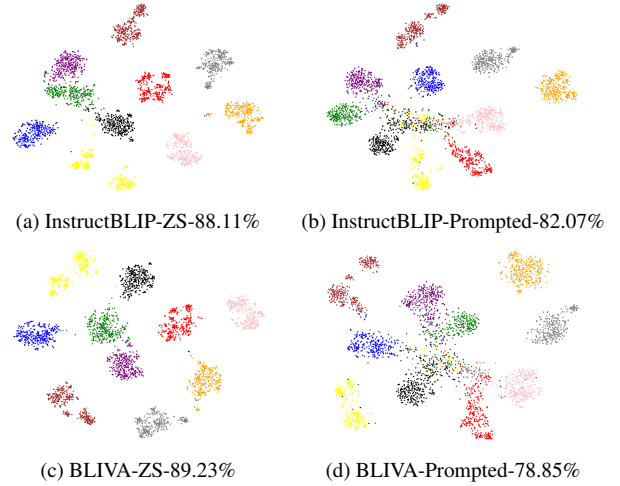 (a) InstructBLIP-ZS-88.11%
(b) InstructBLIP-Prompted-82.07%
(c) BLIVA-ZS-89.23%
(d) BLIVA-Prompted-78.85%